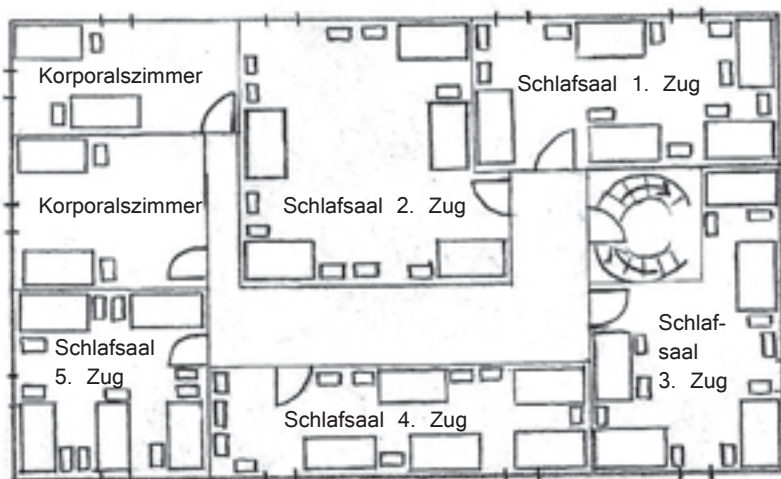 Korporalszimmer
Schlafsaal 1. Zug
Korporalszimmer
Schlafsaal 2. Zug
Schlaf-
saal
3. Zug
Schlafsaal
5. Zug
Schlafsaal 4. Zug